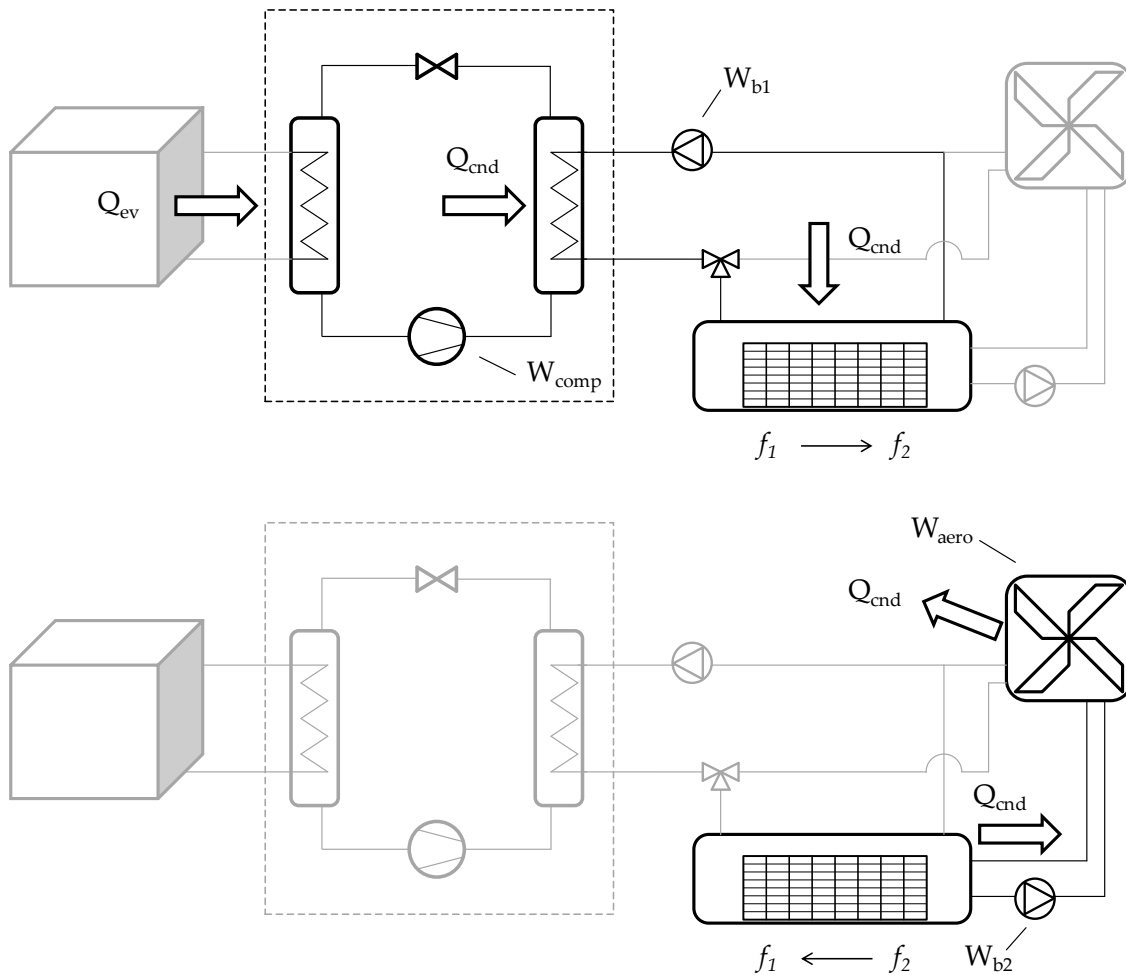 W_b1
Q_cnd
Q_ev
Q_cnd
W_comp
f_1 → f_2
W_aero
Q_cnd
Q_cnd
f_1 ← f_2
W_b2